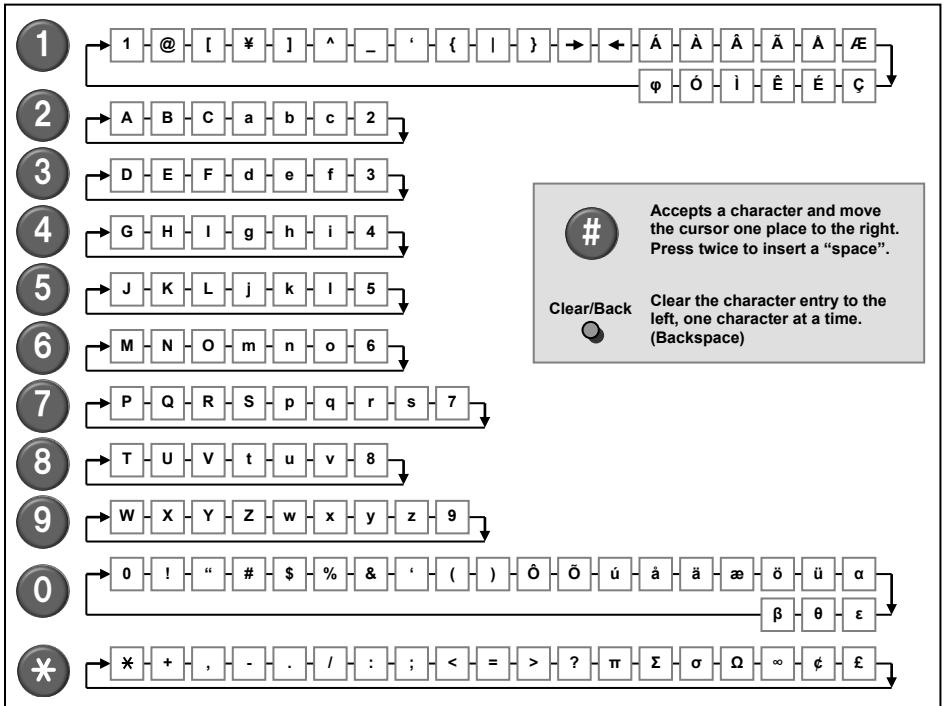 1 1 @ [ ¥ ] ^ _ ‘ { | } → ← Á À Â Ã Å Æ
φ Ó Ì Ê É Ç
2 A B C a b c 2
3 D E F d e f 3
4 G H I g h i 4
5 J K L j k l 5
6 M N O m n o 6
7 P Q R S p q r s 7
8 T U V t u v 8
9 W X Y Z w x y z 9
0 0 ! “ # $ % & ‘ ( ) Ô Õ ú å ä æ ö ü α
β θ ε
* * + , - . / : ; < = > ? π Σ σ Ω ∞ ¢ £
# Accepts a character and move
the cursor one place to the right.
Press twice to insert a “space”.
Clear/Back Clear the character entry to the
left, one character at a time.
(Backspace)